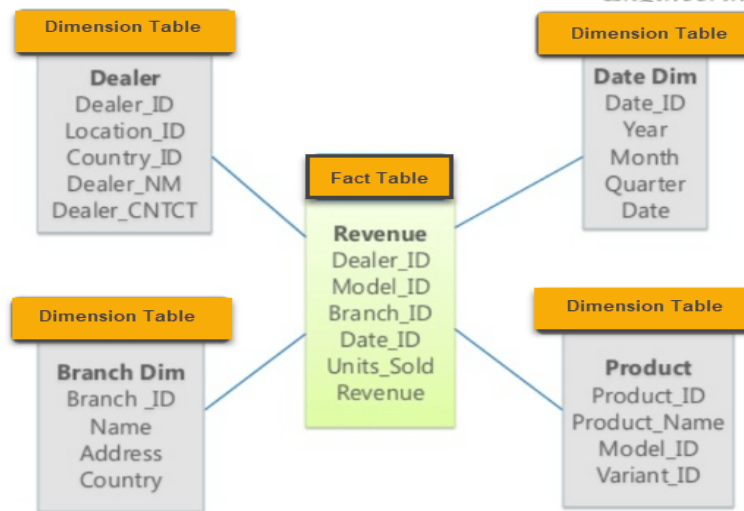 Dimension Table
Dealer
Dealer_ID
Location_ID
Country_ID
Dealer_NM
Dealer_CNTCT
Dimension Table
Date Dim
Date_ID
Year
Month
Quarter
Date
Fact Table
Revenue
Dealer_ID
Model_ID
Branch_ID
Date_ID
Units_Sold
Revenue
Dimension Table
Branch Dim
Branch _ID
Name
Address
Country
Dimension Table
Product
Product_ID
Product_Name
Model_ID
Variant_ID